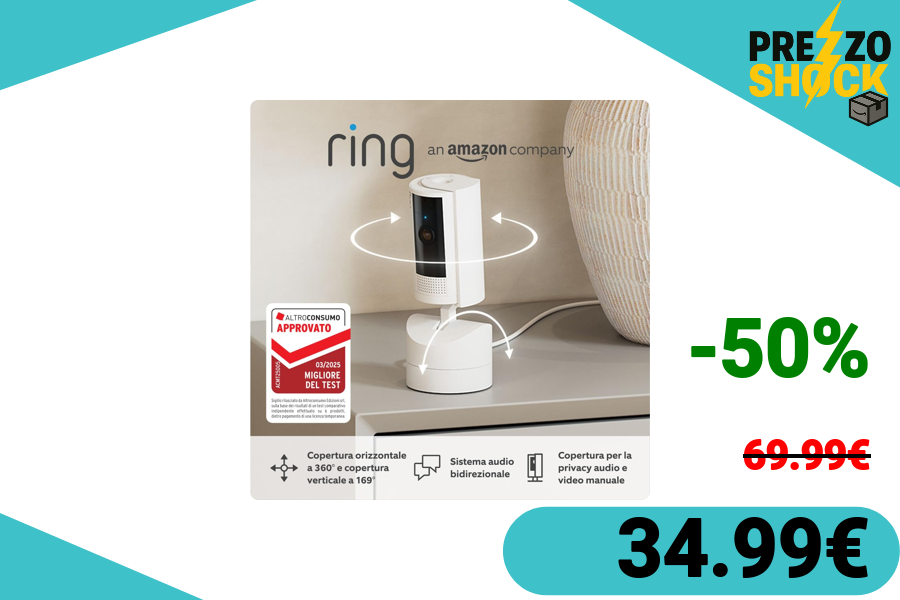 PREZZO
SHOCK
ring an amazon company
ALTROCONSUMO
APPROVATO
03/2025
MIGLIORE
DEL TEST
ACMT25005
Copertura orizzontale
a 360° e copertura
verticale a 169°
Sistema audio
bidirezionale
Copertura per la
privacy audio e
video manuale
-50%
69.99€
34.99€